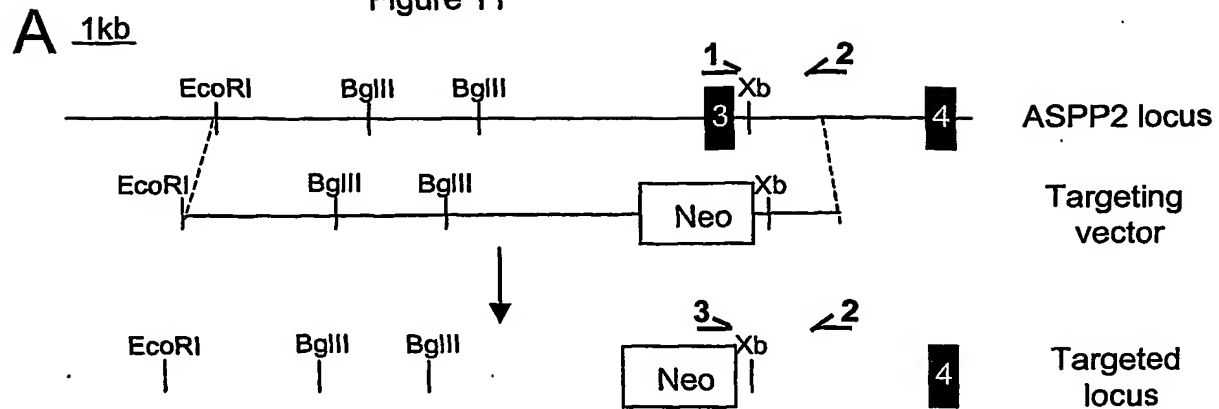 Figure 11
A 1kb
1 2
EcoRI BglII BglII 3 Xb 4 ASPP2 locus
EcoRI BglII BglII Neo Xb Targeting vector
3 2
EcoRI BglII BglII Neo Xb 4 Targeted locus